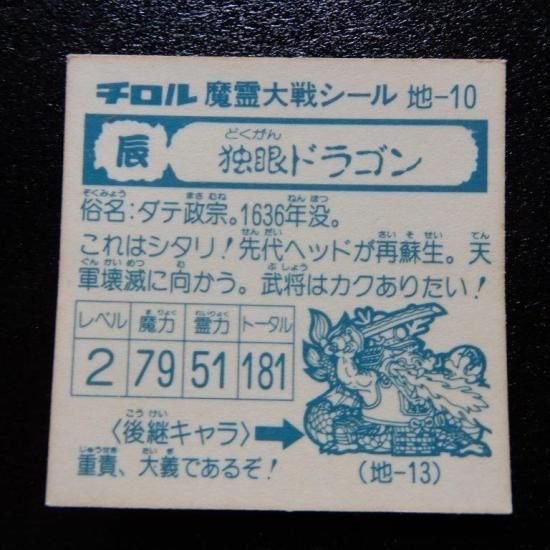 チロル 魔霊大戦シール 地-10
辰
どくがん
独眼ドラゴン
ぞくみょう まさ むね ねん ぼつ
俗名：ダテ政宗。1636年没。
せん だい さい そ せい てん
これはシタリ！先代ヘッドが再蘇生。天
ぐん かい めつ む ぶ しょう
軍壊滅に向かう。武将はカクありたい！
ま りょく れい りょく
レベル 魔力 霊力 トータル
2 79 51 181
こう けい
〈後継キャラ〉
じゅう せき たい ぎ
重責、大義であるぞ！
（地-13）